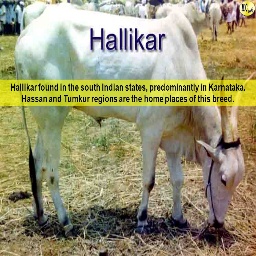 Hallikar
Hallikar found in the south Indian states, predominantly in Karnataka.
Hassan and Tumkur regions are the home places of this breed.